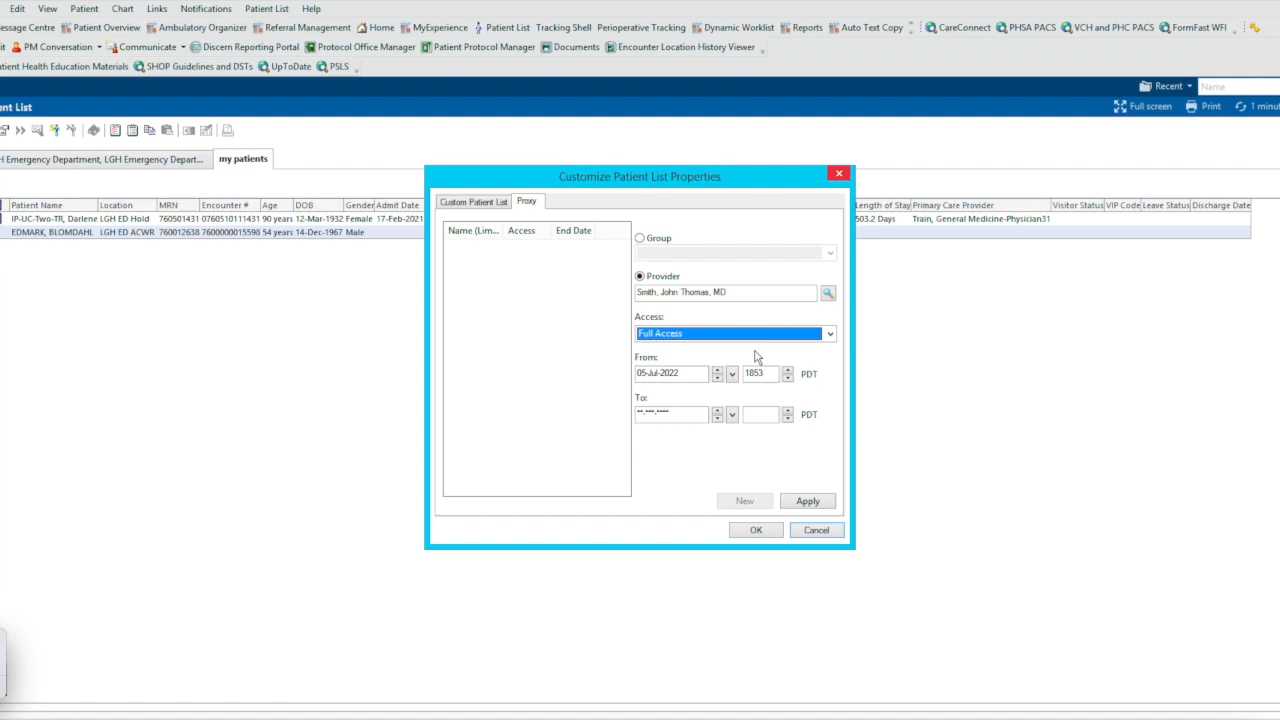 Edit View Patient Chart Links Notifications Patient List Help
essage Centre Patient Overview Ambulatory Organizer Referral Management Home MyExperience Patient List Tracking Shell Perioperative Tracking Dynamic Worklist Reports Auto Text Copy CareConnect PHSA PACS VCH and PHC PACS FormFast WFI
it PM Conversation Communicate Discern Reporting Portal Protocol Office Manager Patient Protocol Manager Documents Encounter Location History Viewer
atient Health Education Materials SHOP Guidelines and DSTs UpToDate PSLS
Recent Name
ent List Full screen Print 1 minut
H Emergency Department, LGH Emergency Depart... my patients
Customize Patient List Properties
Custom Patient List Proxy
Patient Name Location MRN Encounter # Age DOB Gender Admit Date Length of Stay Primary Care Provider Visitor Status VIP Code Leave Status Discharge Date
IP-UC-Two-TR, Darlene LGH ED Hold 760501431 0760510111431 90 years 12-Mar-1932 Female 17-Feb-2021 503.2 Days Train, General Medicine-Physician31
EDMARK, BLOMDAHL LGH ED ACWR 760012638 7600000015598 54 years 14-Dec-1967 Male
Name (Lim... Access End Date
Group
Provider
Smith, John Thomas, MD
Access:
Full Access
From:
05-Jul-2022 1853 PDT
To:
--.---.---- PDT
New Apply
OK Cancel